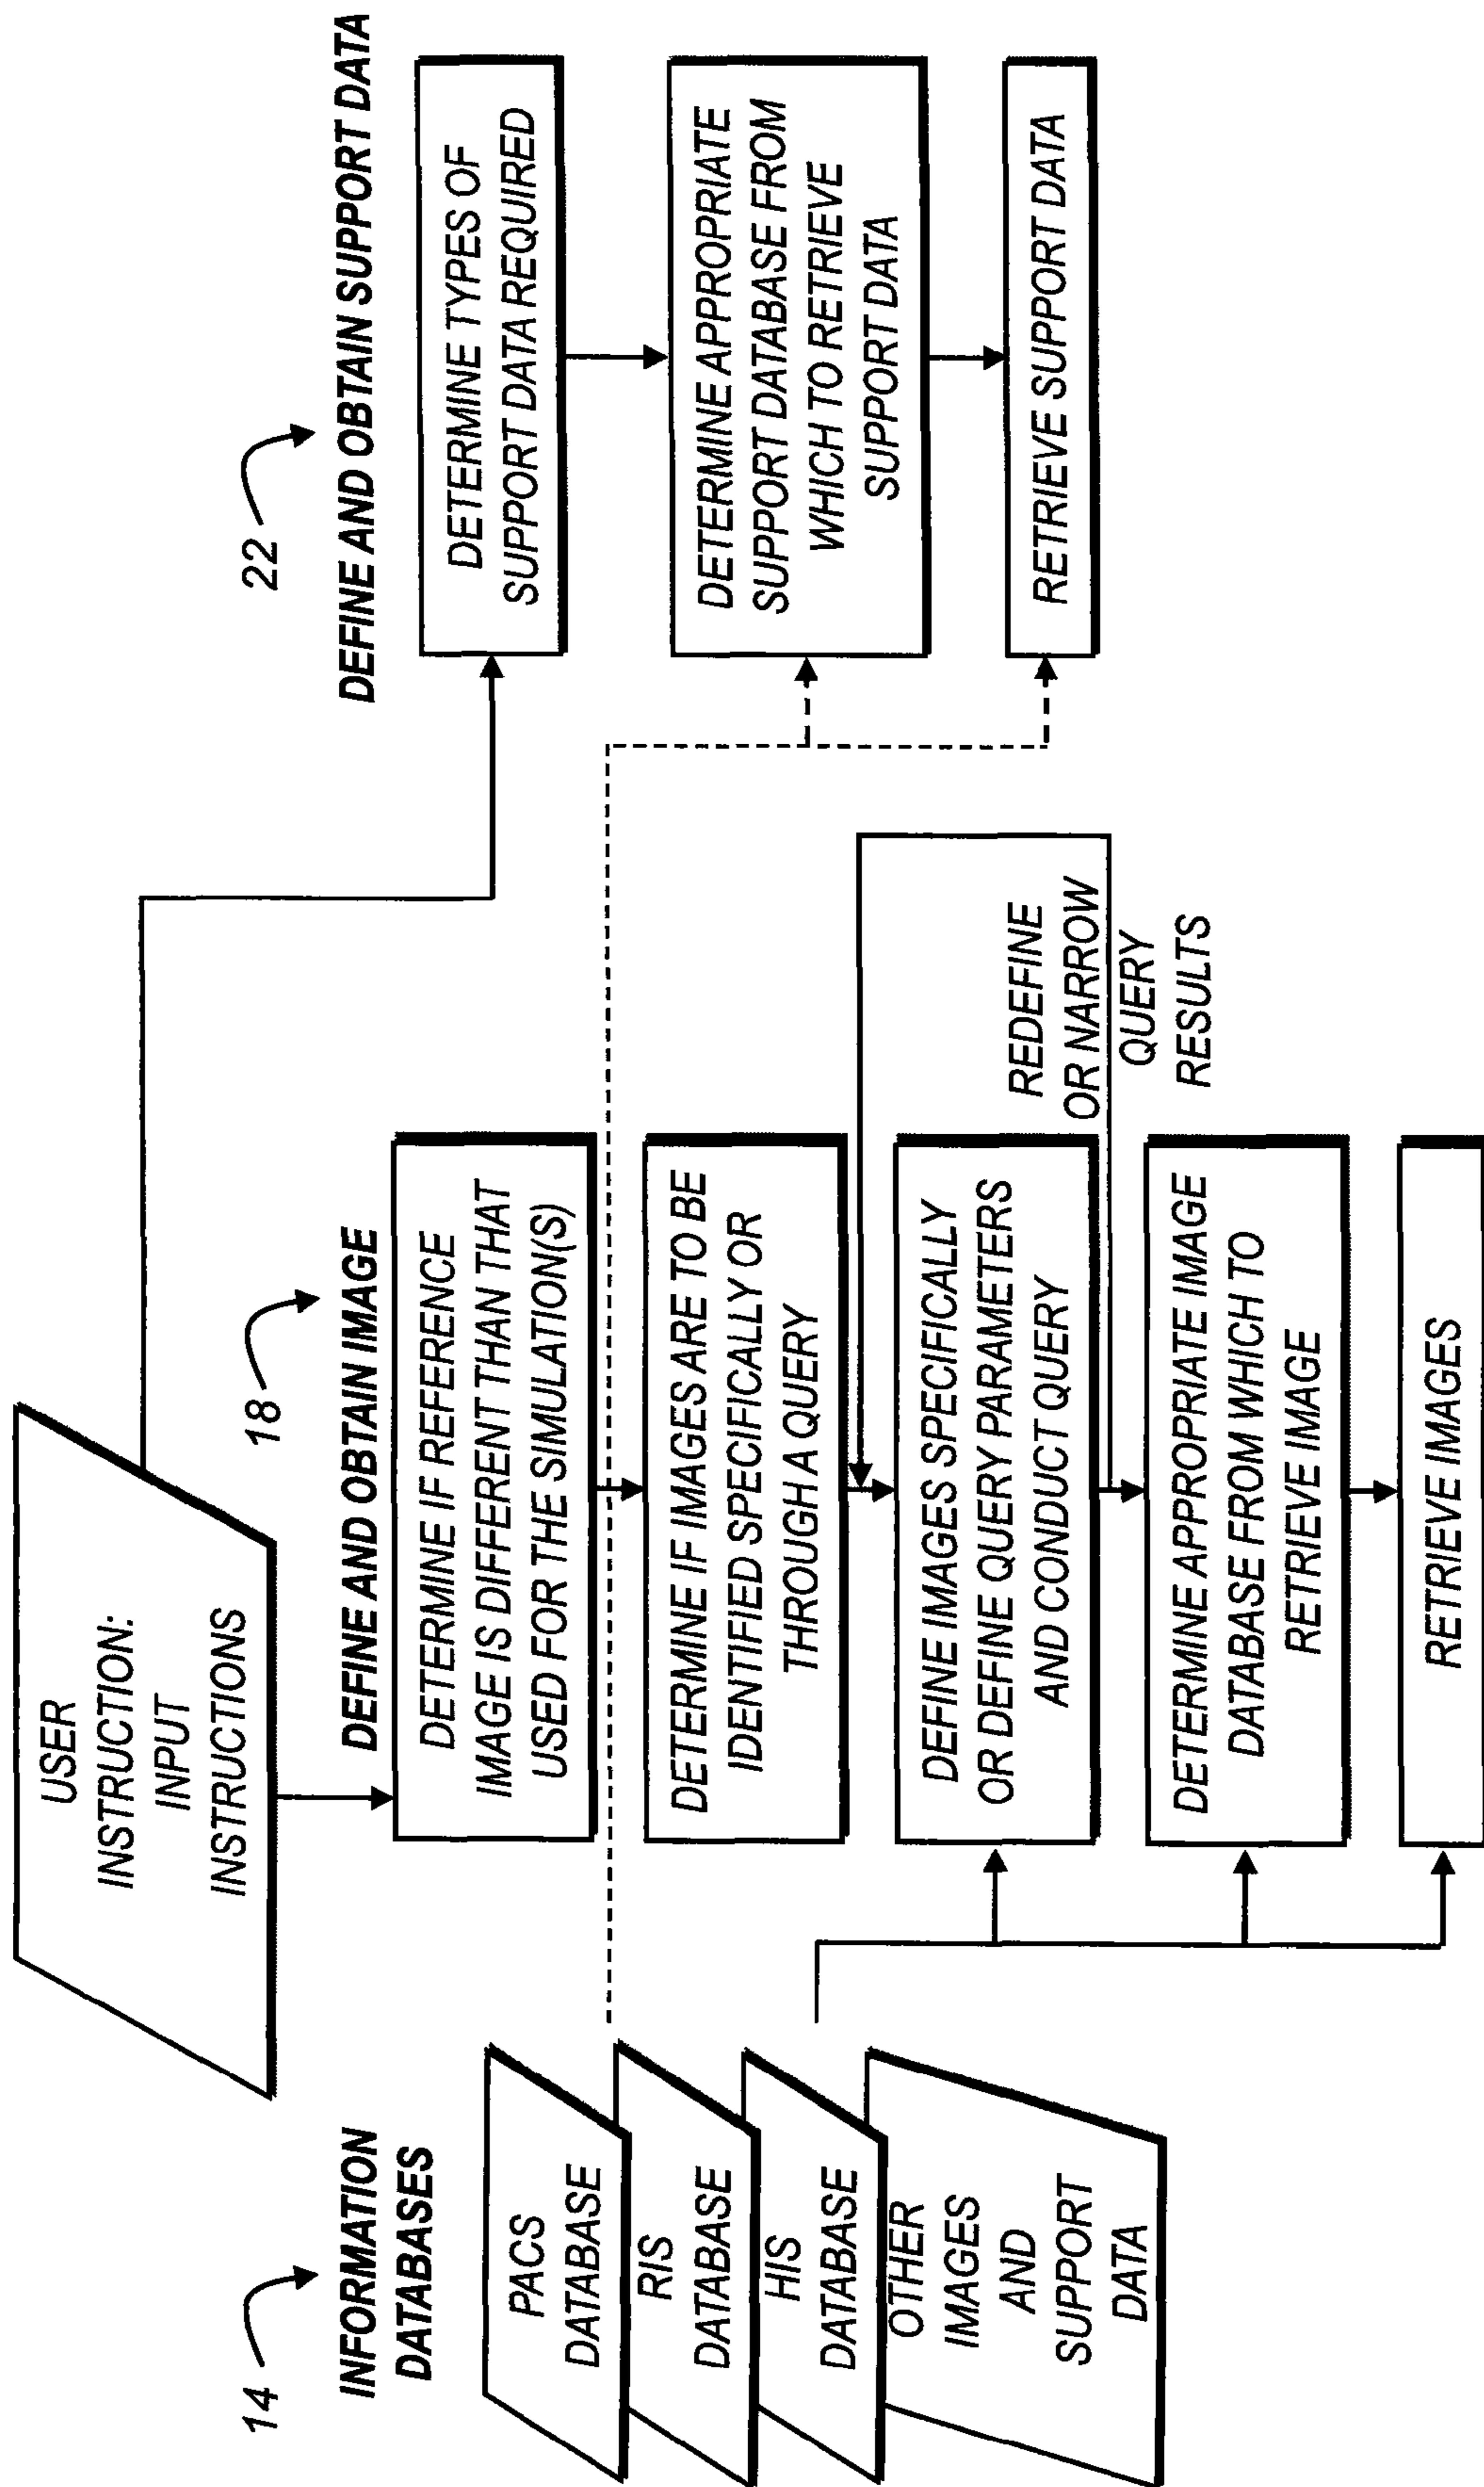 USER
INSTRUCTION:
INPUT
INSTRUCTIONS
14
INFORMATION
DATABASES
PACS
DATABASE
RIS
DATABASE
HIS
DATABASE
OTHER
IMAGES
AND
SUPPORT
DATA
18
DEFINE AND OBTAIN IMAGE
DETERMINE IF REFERENCE
IMAGE IS DIFFERENT THAN THAT
USED FOR THE SIMULATION(S)
DETERMINE IF IMAGES ARE TO BE
IDENTIFIED SPECIFICALLY OR
THROUGH A QUERY
DEFINE IMAGES SPECIFICALLY
OR DEFINE QUERY PARAMETERS
AND CONDUCT QUERY
DETERMINE APPROPRIATE IMAGE
DATABASE FROM WHICH TO
RETRIEVE IMAGE
RETRIEVE IMAGES
REDEFINE
OR NARROW
QUERY
RESULTS
22
DEFINE AND OBTAIN SUPPORT DATA
DETERMINE TYPES OF
SUPPORT DATA REQUIRED
DETERMINE APPROPRIATE
SUPPORT DATABASE FROM
WHICH TO RETRIEVE
SUPPORT DATA
RETRIEVE SUPPORT DATA